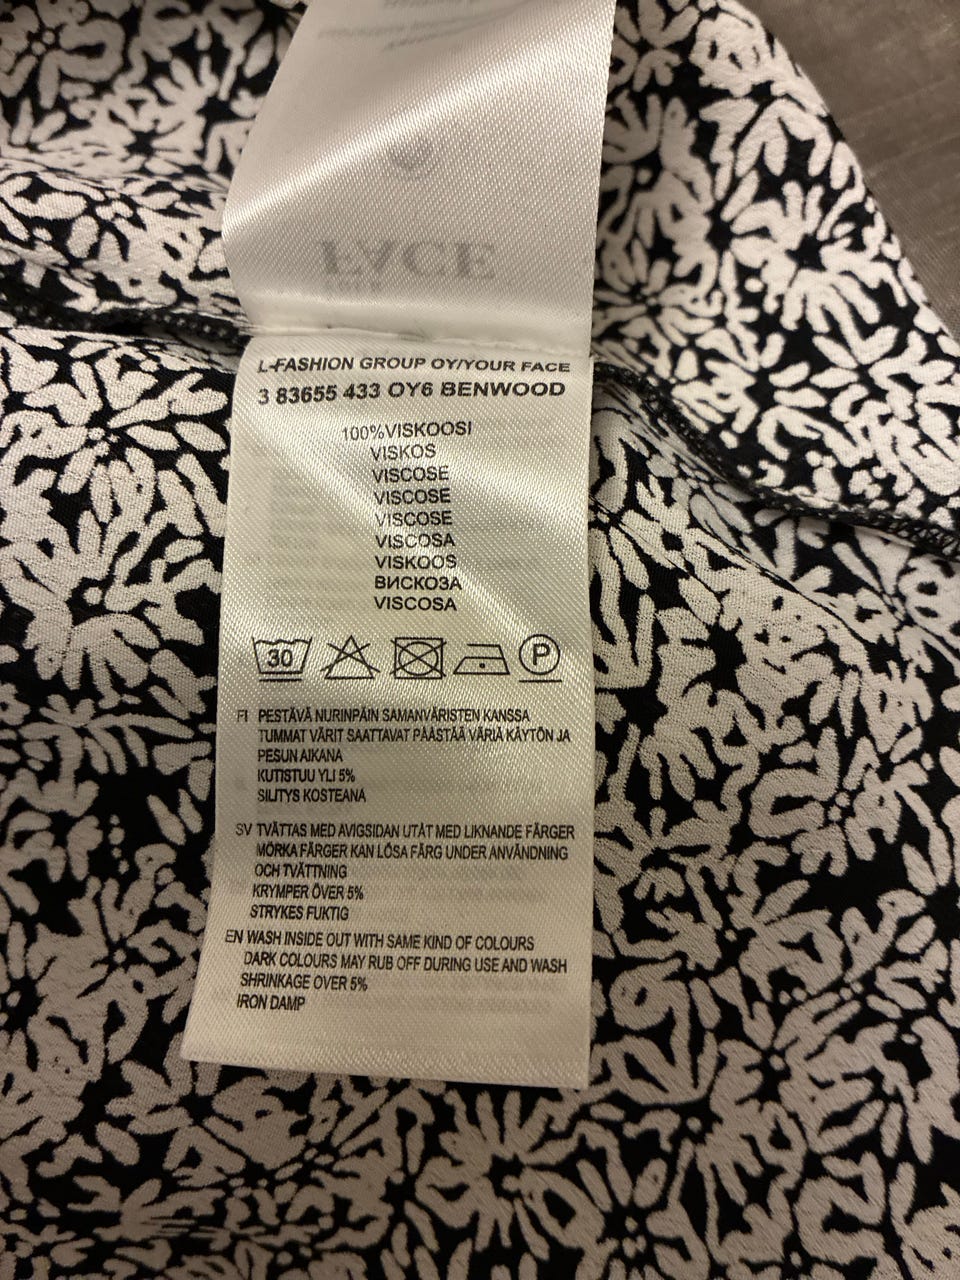 FACE
L-FASHION GROUP OY/YOUR FACE
3 83655 433 OY6 BENWOOD
100%VISKOOSI
VISKOS
VISCOSE
VISCOSE
VISCOSE
VISCOSA
VISKOOS
ВИСКОЗА
VISCOSA
30
P
FI PESTÄVÄ NURINPÄIN SAMANVÄRISTEN KANSSA
TUMMAT VÄRIT SAATTAVAT PÄÄSTÄÄ VÄRIÄ KÄYTÖN JA
PESUN AIKANA
KUTISTUU YLI 5%
SILITYS KOSTEANA
SV TVÄTTAS MED AVIGSIDAN UTÅT MED LIKNANDE FÄRGER
MÖRKA FÄRGER KAN LÖSA FÄRG UNDER ANVÄNDNING
OCH TVÄTTNING
KRYMPER ÖVER 5%
STRYKES FUKTIG
EN WASH INSIDE OUT WITH SAME KIND OF COLOURS
DARK COLOURS MAY RUB OFF DURING USE AND WASH
SHRINKAGE OVER 5%
IRON DAMP